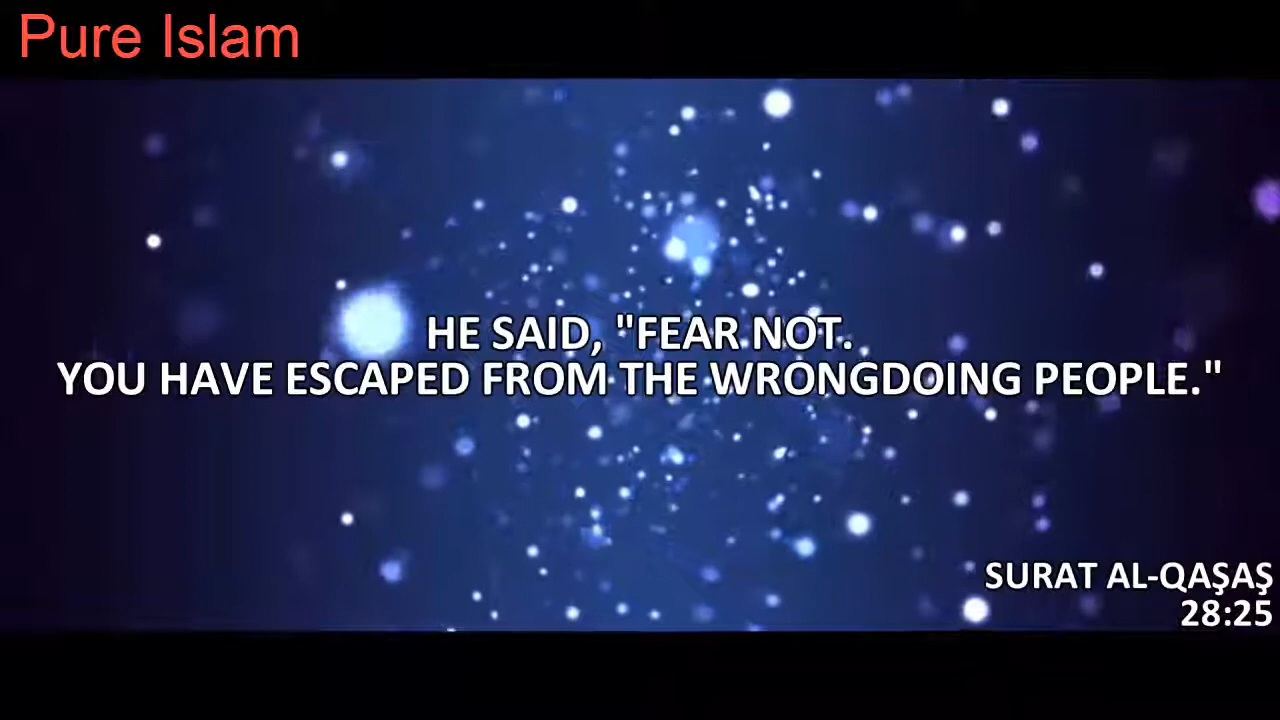 Pure Islam
HE SAID, "FEAR NOT.
YOU HAVE ESCAPED FROM THE WRONGDOING PEOPLE."
SURAT AL-QAŞAŞ
28:25